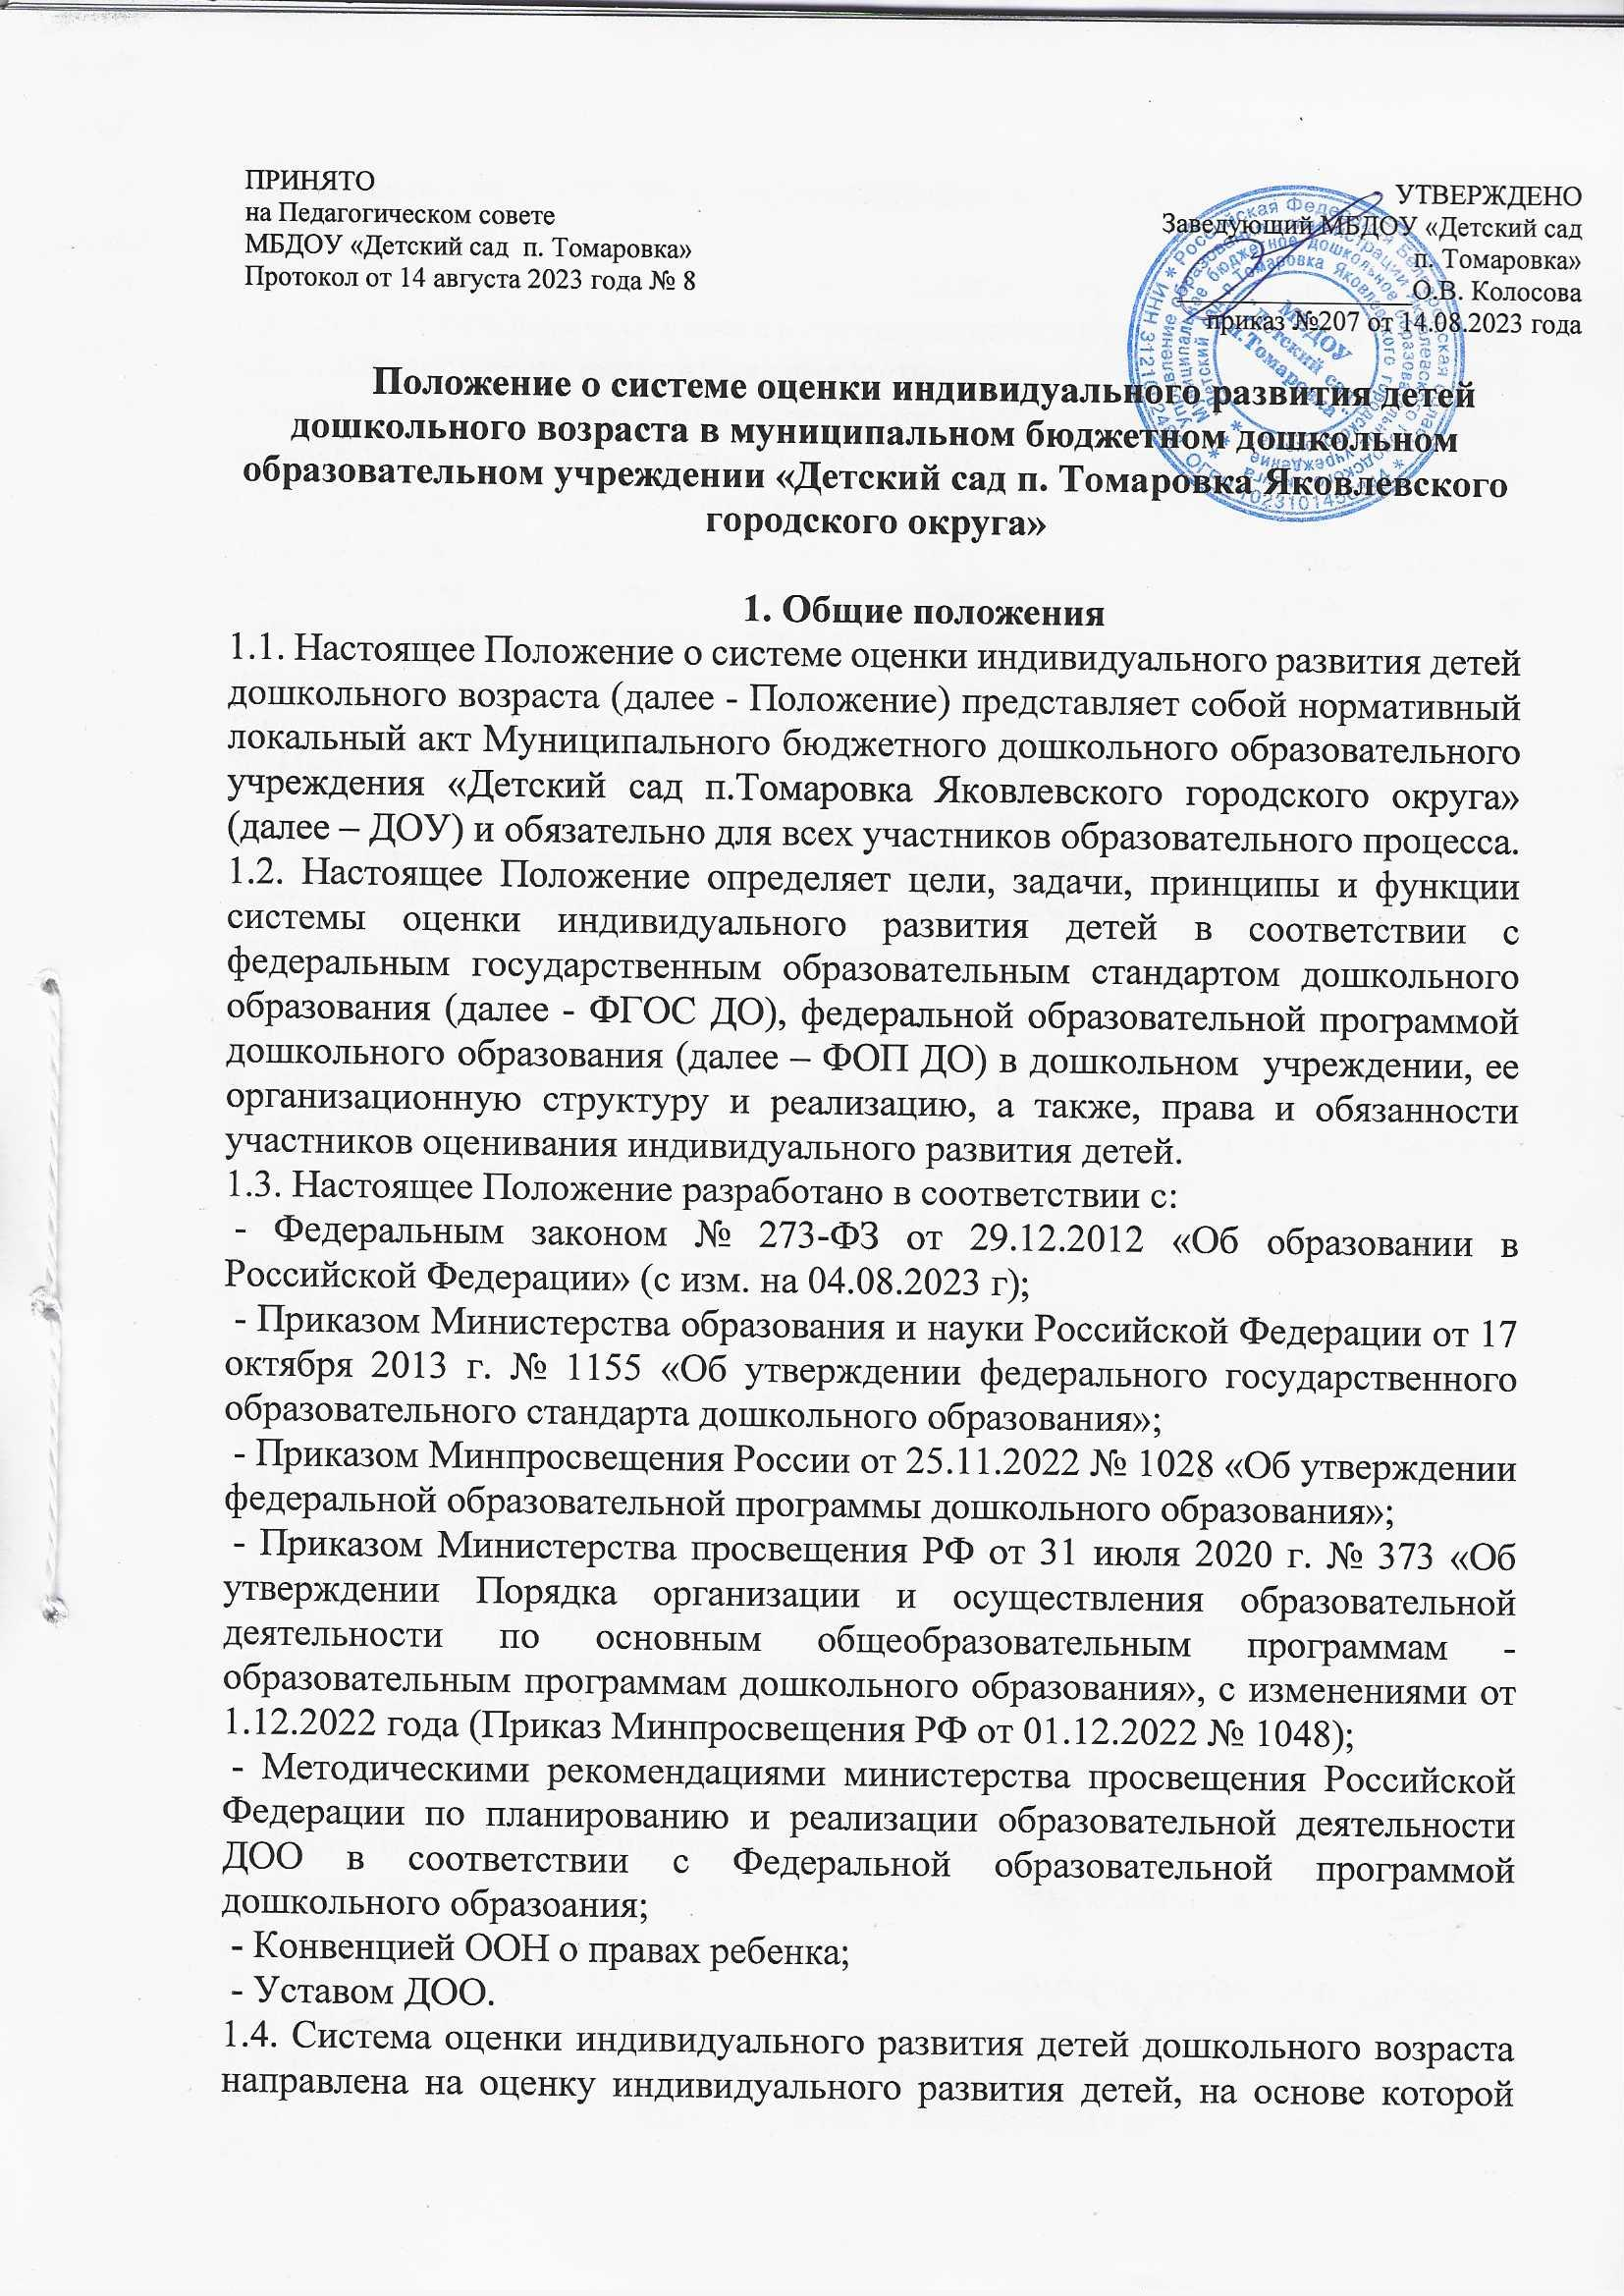 ПРИНЯТО
на Педагогическом совете
МБДОУ «Детский сад  п. Томаровка»
Протокол от 14 августа 2023 года № 8
УТВЕРЖДЕНО
Заведующий МБДОУ «Детский сад
п. Томаровка»
О.В. Колосова
приказ №207 от 14.08.2023 года
МБДОУ
"Детский сад
п.Томаровка"
Положение о системе оценки индивидуального развития детей
дошкольного возраста в муниципальном бюджетном дошкольном
образовательном учреждении «Детский сад п. Томаровка Яковлевского
городского округа»
1. Общие положения
1.1. Настоящее Положение о системе оценки индивидуального развития детей
дошкольного возраста (далее - Положение) представляет собой нормативный
локальный акт Муниципального бюджетного дошкольного образовательного
учреждения «Детский сад п.Томаровка Яковлевского городского округа»
(далее – ДОУ) и обязательно для всех участников образовательного процесса.
1.2. Настоящее Положение определяет цели, задачи, принципы и функции
системы оценки индивидуального развития детей в соответствии с
федеральным государственным образовательным стандартом дошкольного
образования (далее - ФГОС ДО), федеральной образовательной программой
дошкольного образования (далее – ФОП ДО) в дошкольном  учреждении, ее
организационную структуру и реализацию, а также, права и обязанности
участников оценивания индивидуального развития детей.
1.3. Настоящее Положение разработано в соответствии с:
- Федеральным законом № 273-ФЗ от 29.12.2012 «Об образовании в
Российской Федерации» (с изм. на 04.08.2023 г);
- Приказом Министерства образования и науки Российской Федерации от 17
октября 2013 г. № 1155 «Об утверждении федерального государственного
образовательного стандарта дошкольного образования»;
- Приказом Минпросвещения России от 25.11.2022 № 1028 «Об утверждении
федеральной образовательной программы дошкольного образования»;
- Приказом Министерства просвещения РФ от 31 июля 2020 г. № 373 «Об
утверждении Порядка организации и осуществления образовательной
деятельности по основным общеобразовательным программам -
образовательным программам дошкольного образования», с изменениями от
1.12.2022 года (Приказ Минпросвещения РФ от 01.12.2022 № 1048);
- Методическими рекомендациями министерства просвещения Российской
Федерации по планированию и реализации образовательной деятельности
ДОО в соответствии с Федеральной образовательной программой
дошкольного образоания;
- Конвенцией ООН о правах ребенка;
- Уставом ДОО.
1.4. Система оценки индивидуального развития детей дошкольного возраста
направлена на оценку индивидуального развития детей, на основе которой